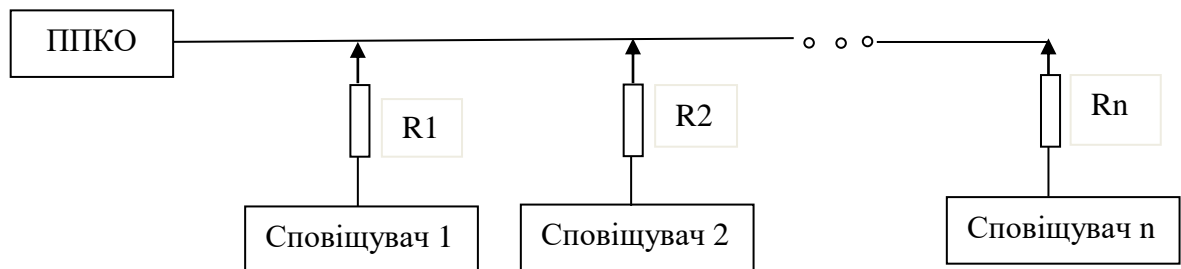 ППКО
R1
R2
Rn
Сповіщувач 1
Сповіщувач 2
Сповіщувач n